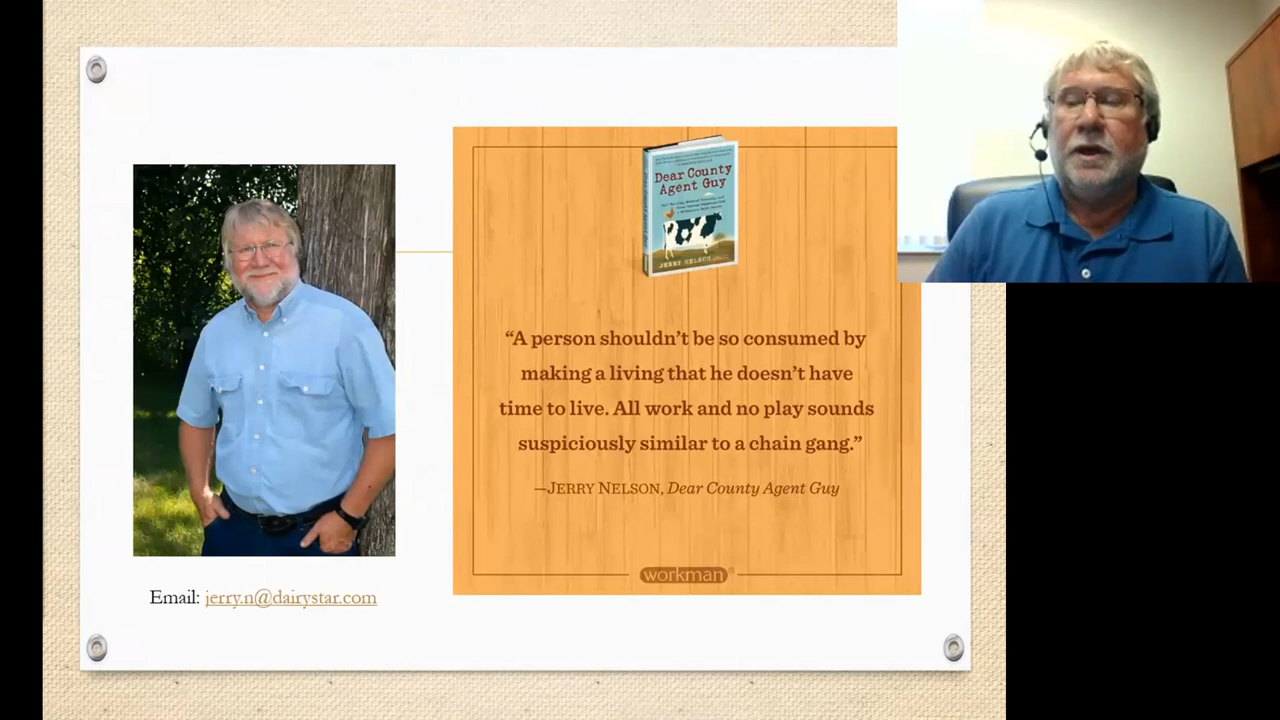 Dear County
Agent Guy
JERRY NELSON
“A person shouldn’t be so consumed by
making a living that he doesn’t have
time to live. All work and no play sounds
suspiciously similar to a chain gang.”
—JERRY NELSON, Dear County Agent Guy
workman®
Email: jerry.n@dairystar.com